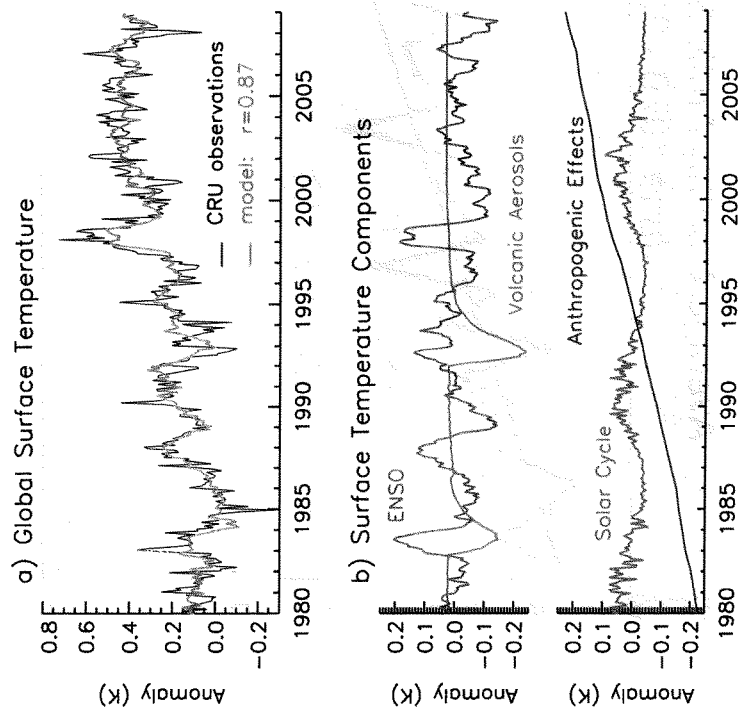 a) Global Surface Temperature
Anomaly (K)
0.8
0.6
0.4
0.2
0.0
-0.2
CRU observations
model: r=0.87
1980 1985 1990 1995 2000 2005
b) Surface Temperature Components
Anomaly (K)
0.2
0.1
0.0
-0.1
-0.2
ENSO
Volcanic Aerosols
Anomaly (K)
0.2
0.1
0.0
-0.1
-0.2
Solar Cycle
Anthropogenic Effects
1980 1985 1990 1995 2000 2005